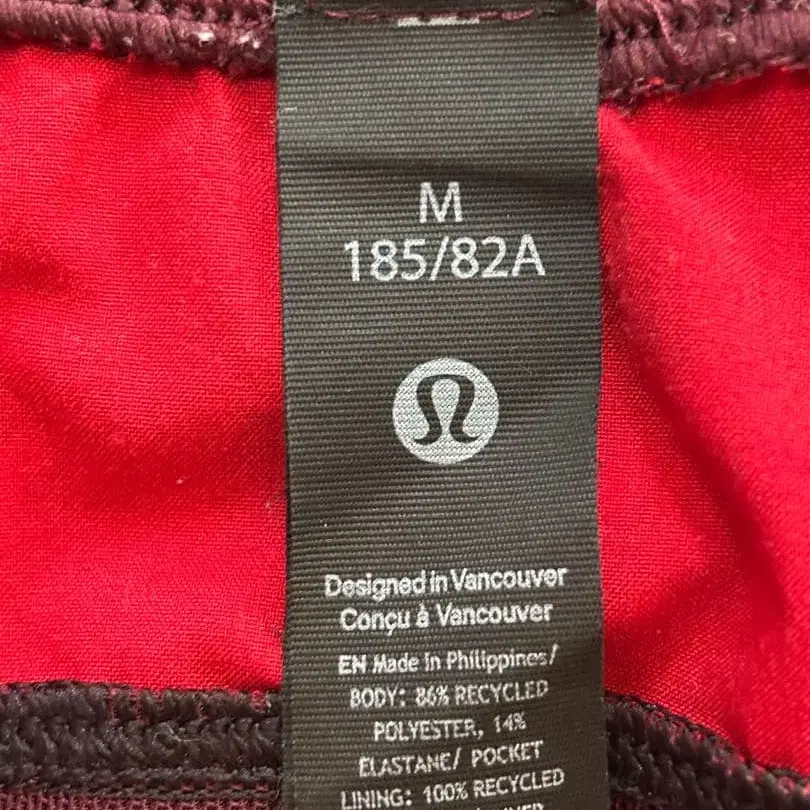 M
185/82A
Designed in Vancouver
Conçu à Vancouver
EN Made in Philippines/
BODY: 86% RECYCLED
POLYESTER, 14%
ELASTANE/ POCKET
LINING: 100% RECYCLED